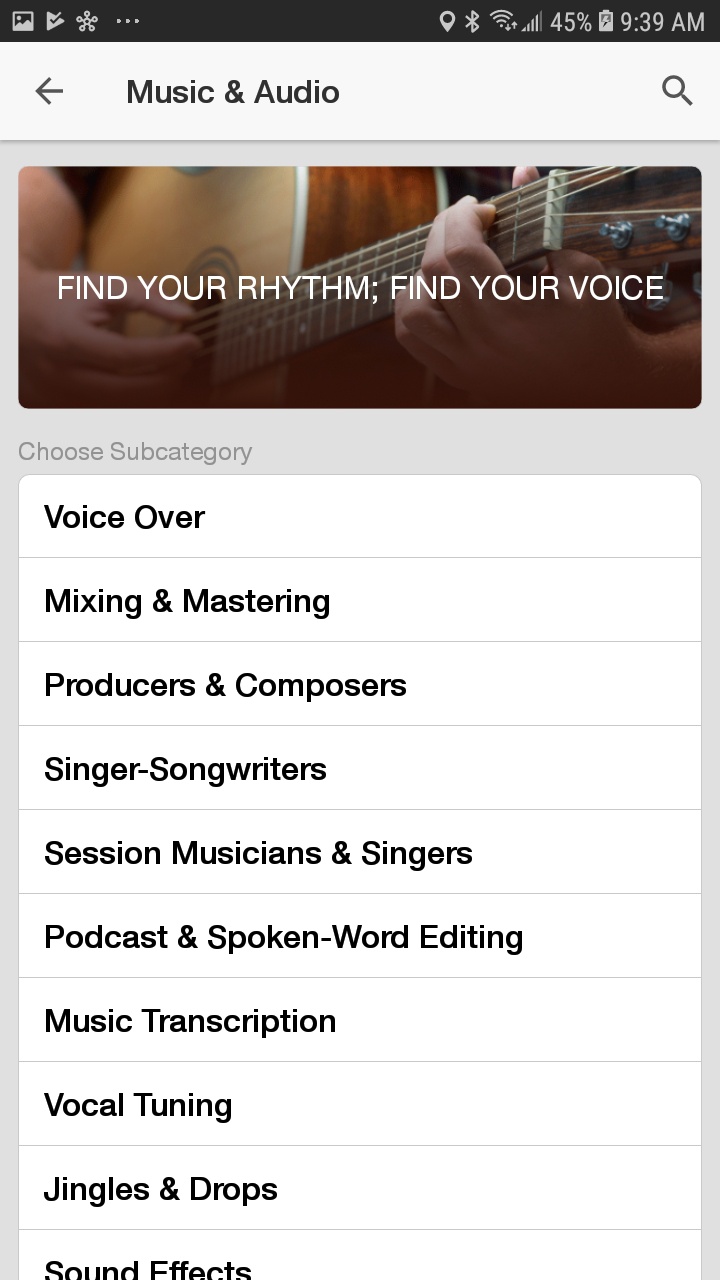 45% 9:39 AM
Music & Audio
FIND YOUR RHYTHM; FIND YOUR VOICE
Choose Subcategory
Voice Over
Mixing & Mastering
Producers & Composers
Singer-Songwriters
Session Musicians & Singers
Podcast & Spoken-Word Editing
Music Transcription
Vocal Tuning
Jingles & Drops
Sound Effects